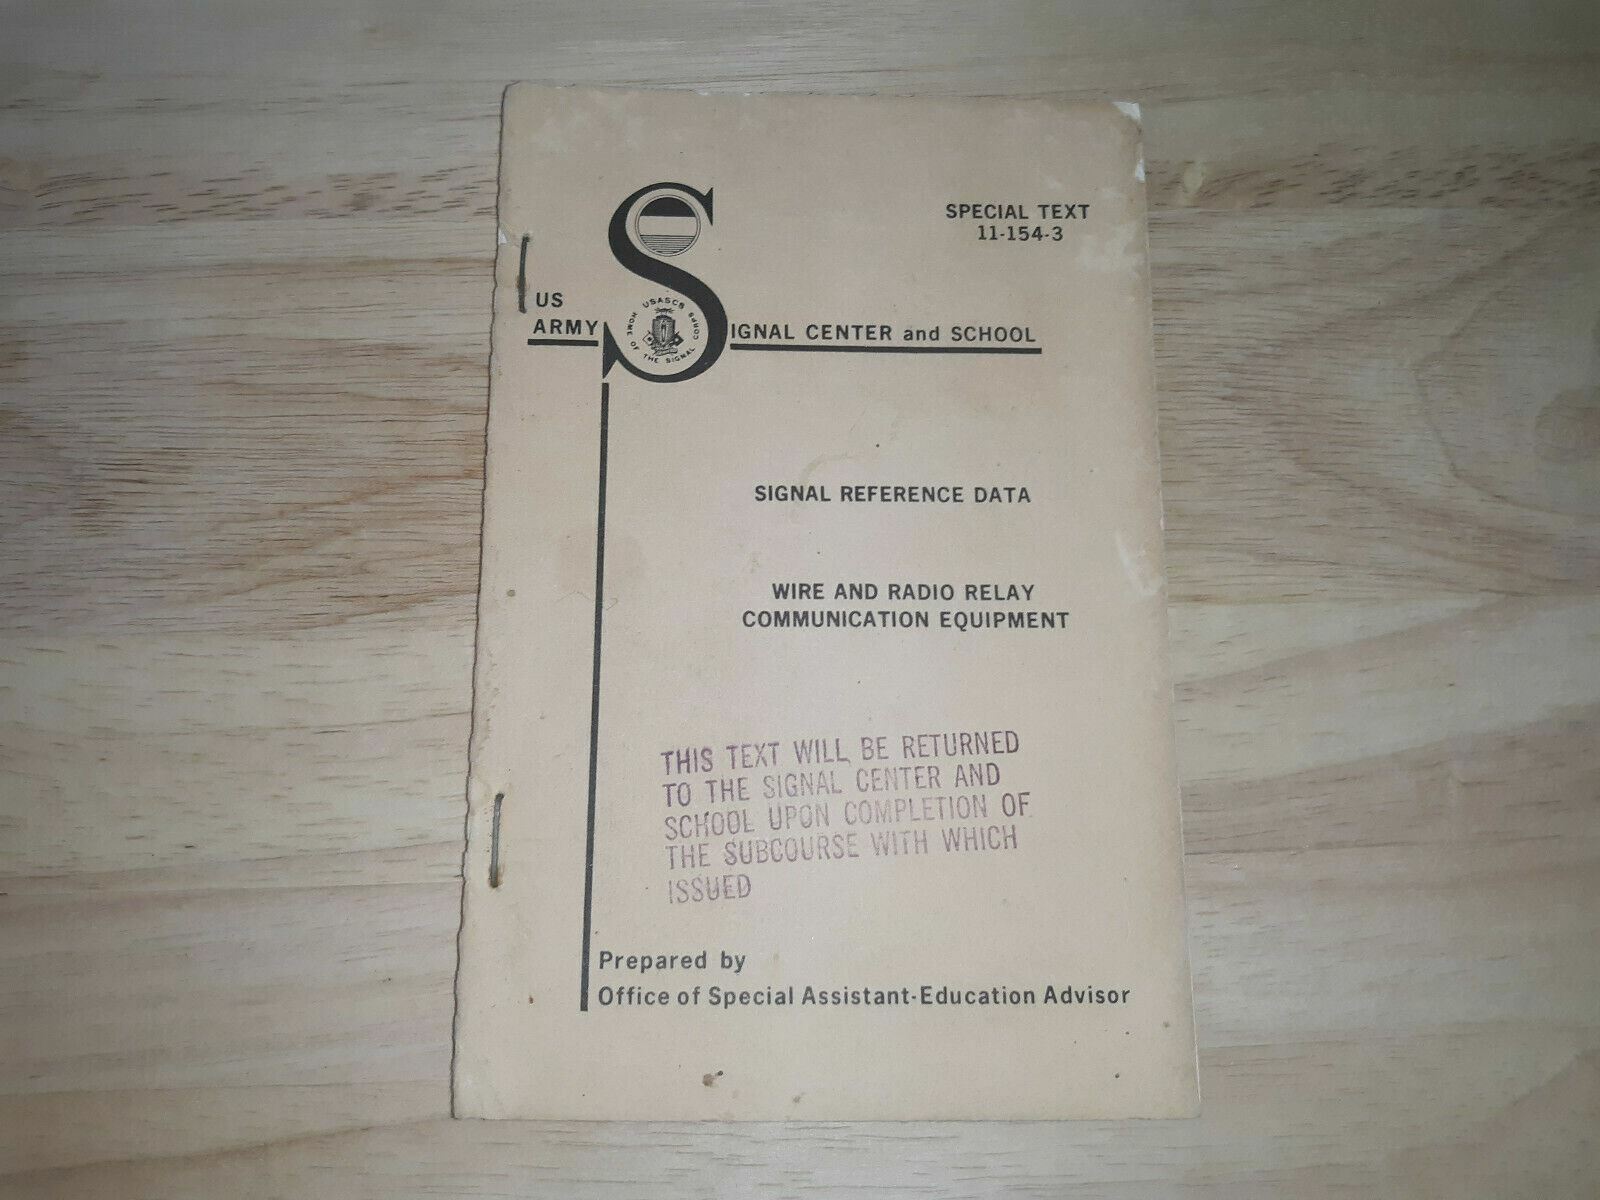 SPECIAL TEXT
11-154-3
US
ARMY SIGNAL CENTER and SCHOOL
USASCS
HOME OF THE SIGNAL CORPS
SIGNAL REFERENCE DATA
WIRE AND RADIO RELAY
COMMUNICATION EQUIPMENT
THIS TEXT WILL BE RETURNED
TO THE SIGNAL CENTER AND
SCHOOL UPON COMPLETION OF
THE SUBCOURSE WITH WHICH
ISSUED
Prepared by
Office of Special Assistant-Education Advisor